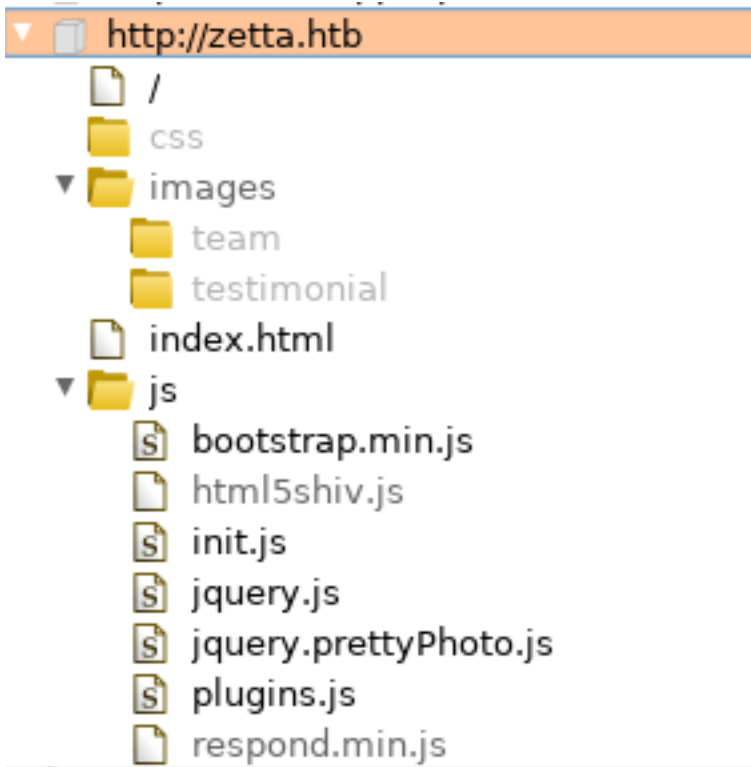 http://zetta.htb
/
css
images
team
testimonial
index.html
js
bootstrap.min.js
html5shiv.js
init.js
jquery.js
jquery.prettyPhoto.js
plugins.js
respond.min.js